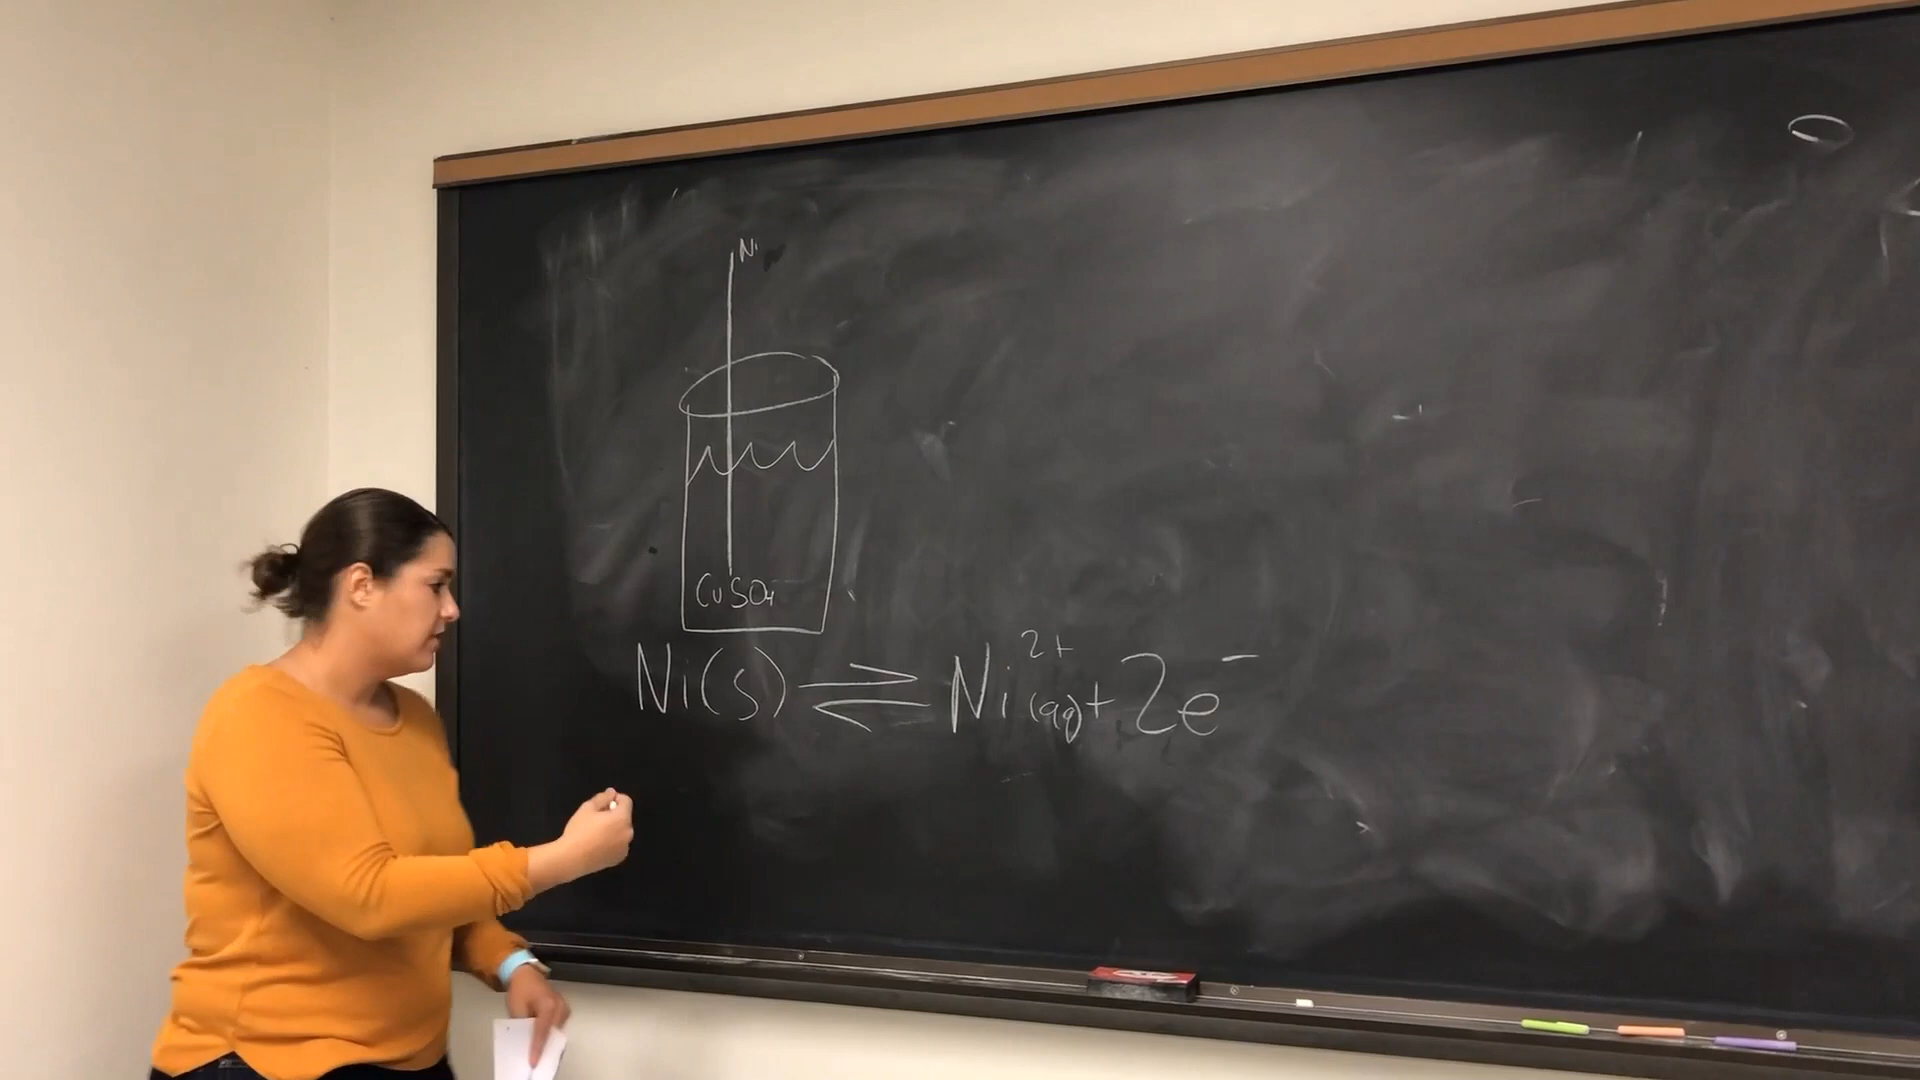 Ni
CuSO₄
Ni(s) ⇌ Ni²⁺(aq) + 2e⁻